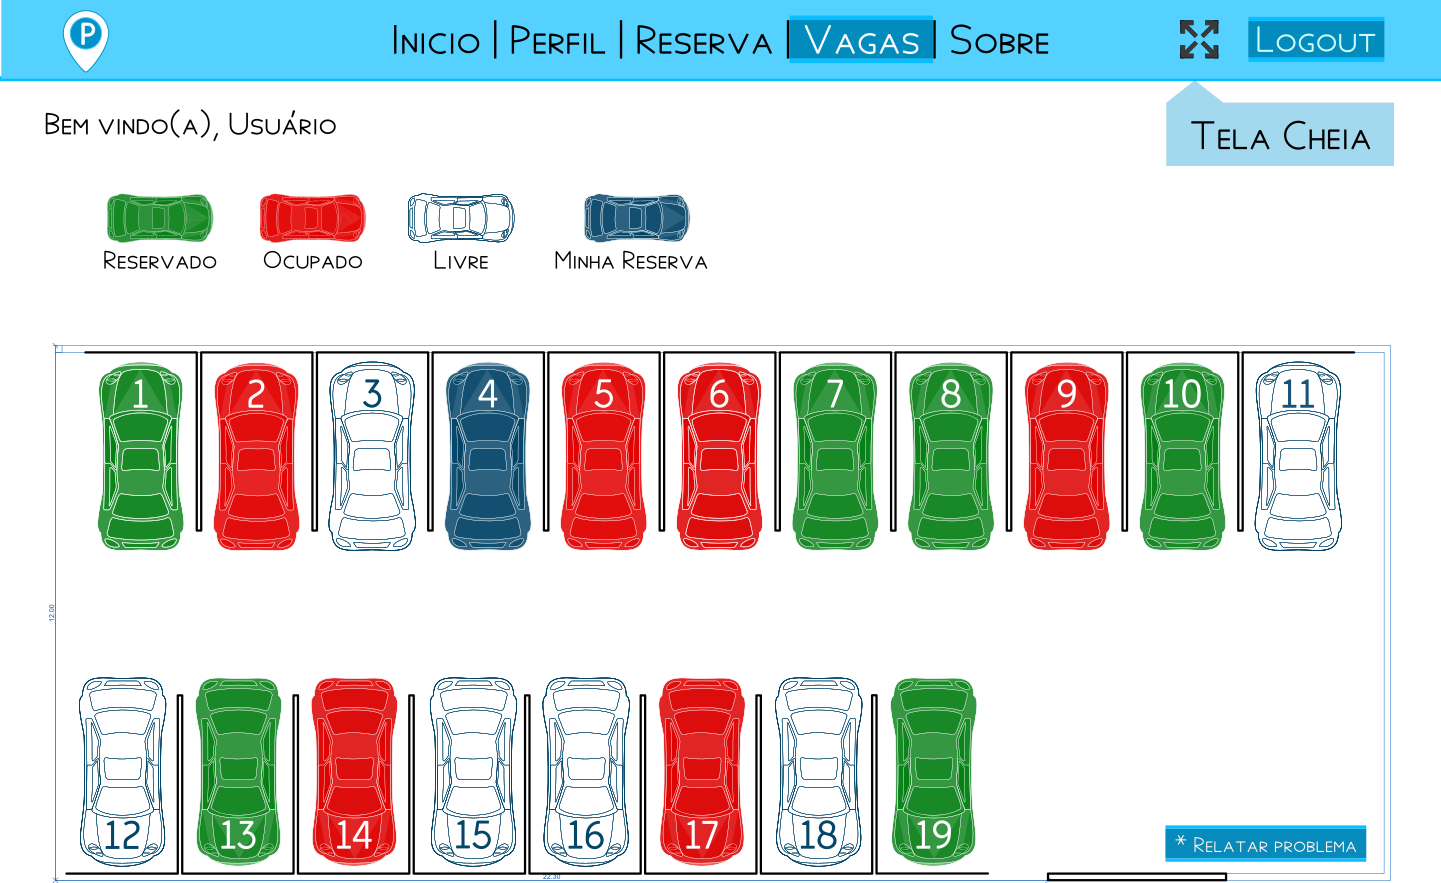 P
Inicio | Perfil | Reserva | Vagas | Sobre
Logout
Tela Cheia
Bem vindo(a), Usuário
Reservado Ocupado Livre Minha Reserva
1 2 3 4 5 6 7 8 9 10 11
12.00
12 13 14 15 16 17 18 19
* Relatar problema
22.30